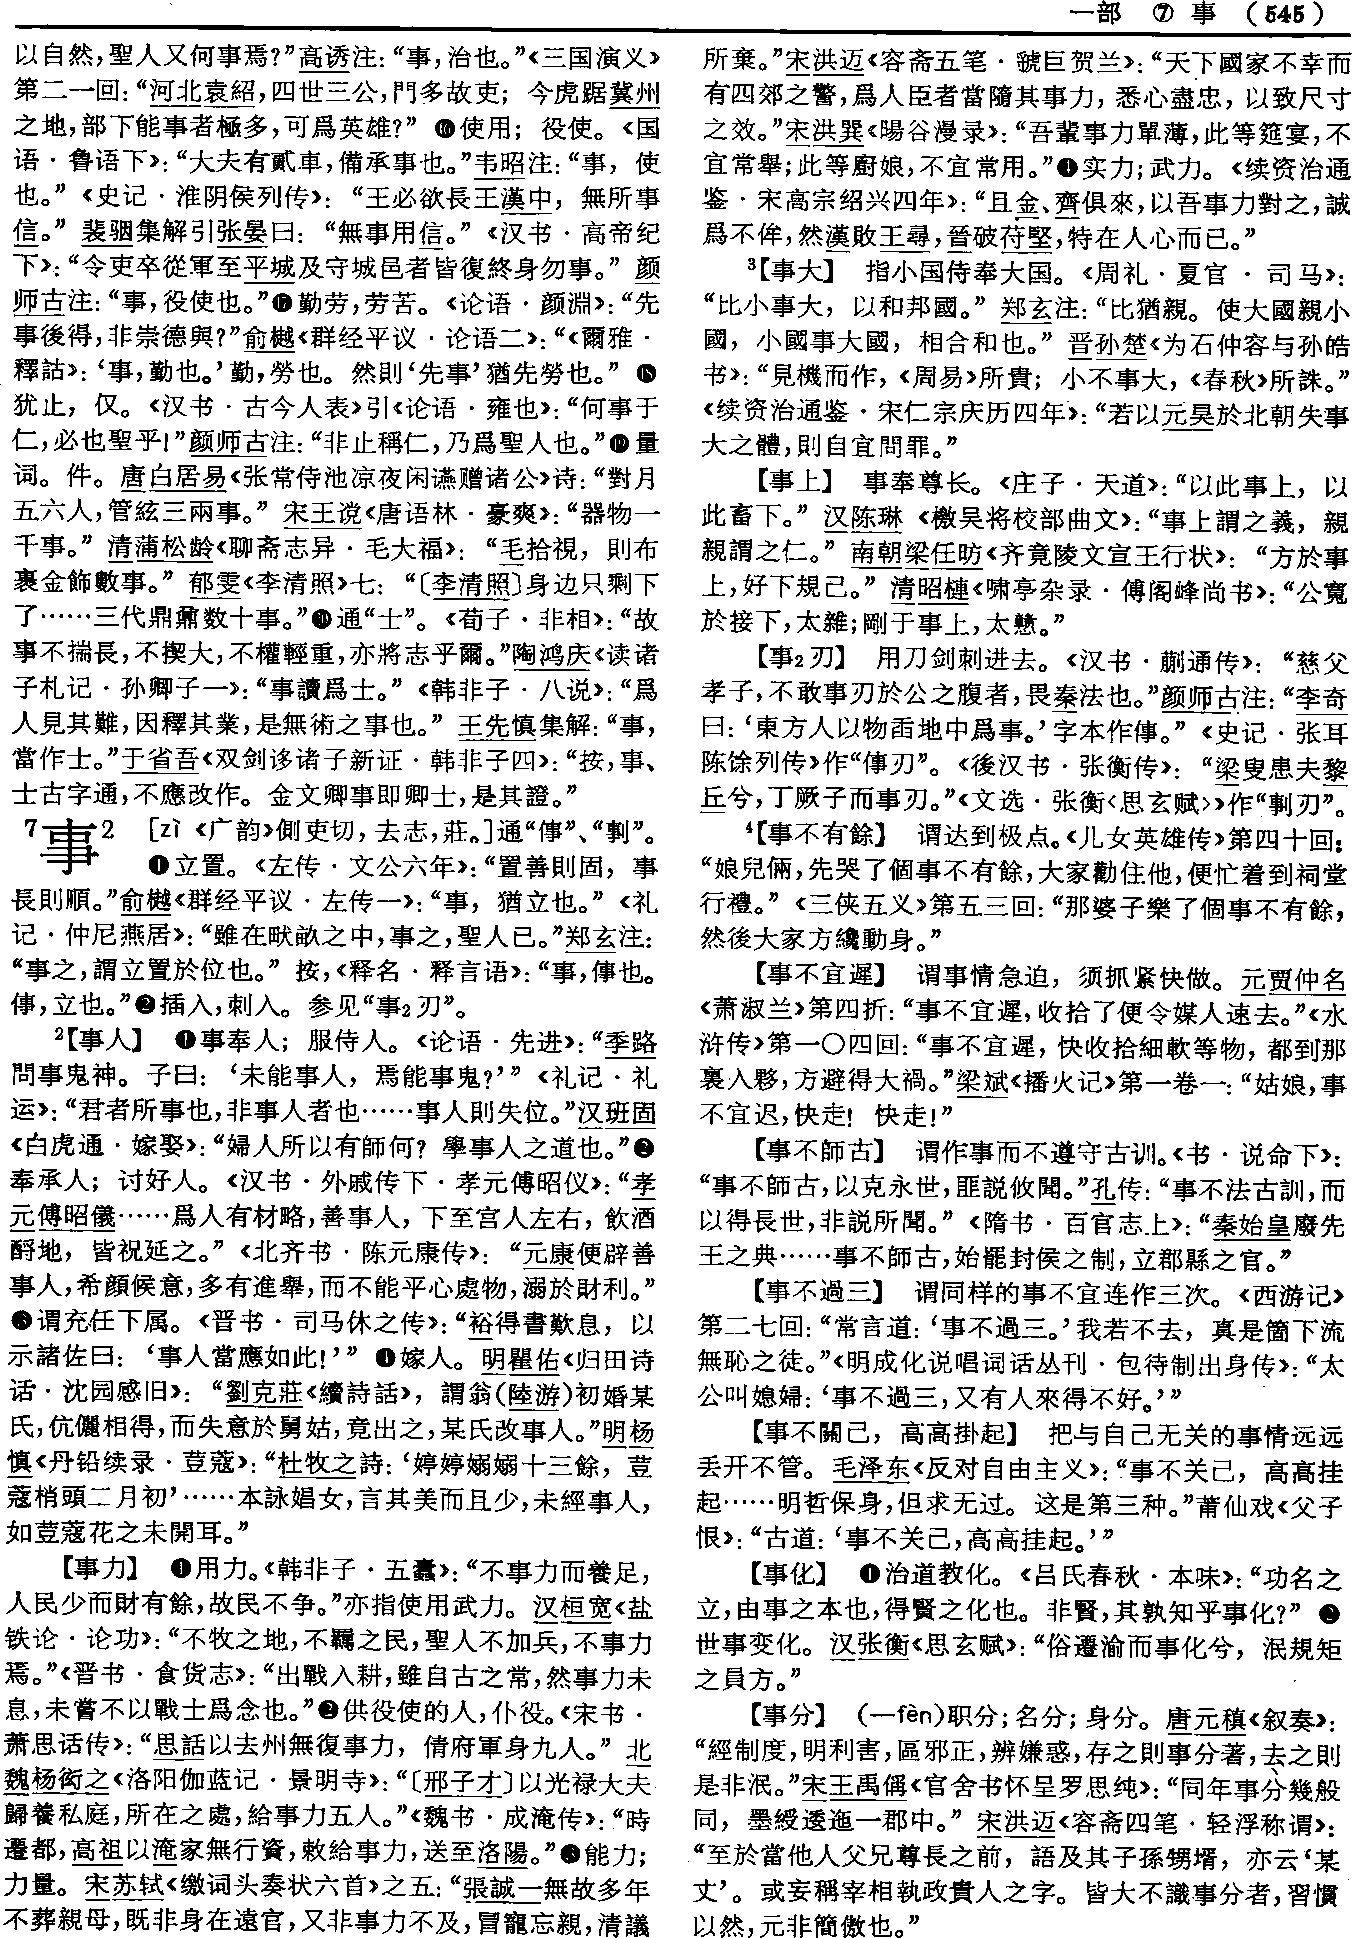 一部 ⑦ 事 (545)
以自然,聖人又何事焉?”高诱注:“事,治也。”《三国演义》
第二一回:“河北袁紹,四世三公,門多故吏; 今虎踞冀州
之地,部下能事者極多,可爲英雄?” ⓰使用; 役使。《国
语·鲁语下》:“大夫有貳車,備承事也。”韦昭注:“事, 使
也。”《史记·淮阴侯列传》: “王必欲長王漢中, 無所事
信。” 裴骃集解引张晏曰: “無事用信。”《汉书·高帝纪
下》:“令吏卒從軍至平城及守城邑者皆復終身勿事。” 颜
师古注:“事,役使也。”⓱勤劳,劳苦。《论语·颜渊》:“先
事後得,非崇德與?”俞樾《群经平议·论语二》:“《爾雅·
釋詁》:‘事,勤也。’勤,勞也。 然則‘先事’猶先勞也。” ⓲
犹止, 仅。《汉书·古今人表》引《论语·雍也》:“何事于
仁,必也聖乎!”颜师古注:“非止稱仁,乃爲聖人也。”⓳量
词。件。唐白居易《张常侍池凉夜闲讌赠诸公》诗:“對月
五六人,管絃三兩事。” 宋王谠《唐语林·豪爽》:“器物一
千事。” 清蒲松龄《聊斋志异·毛大福》: “毛拾視, 則布
裹金飾數事。” 郁雯《李清照》七: “〔李清照〕身边只剩下
了……三代鼎鼐数十事。”⓴通“士”。《荀子·非相》:“故
事不揣長,不揳大,不權輕重,亦將志乎爾。”陶鸿庆《读诸
子札记·孙卿子一》:“事讀爲士。”《韩非子·八说》:“爲
人見其難,因釋其業,是無術之事也。” 王先慎集解:“事,
當作士。”于省吾《双剑誃诸子新证·韩非子四》:“按,事、
士古字通,不應改作。 金文卿事即卿士,是其證。”
7事2 [zì 《广韵》側吏切, 去志,莊。]通“倳”、“剚”。
❶立置。《左传·文公六年》:“置善則固, 事
長則順。”俞樾《群经平议·左传一》:“事, 猶立也。”《礼
记·仲尼燕居》:“雖在畎畝之中,事之,聖人已。”郑玄注:
“事之,謂立置於位也。” 按,《释名·释言语》:“事,倳也。
倳,立也。”❷插入,刺入。 参见“事2刃”。
2【事人】 ❶事奉人; 服侍人。《论语·先进》:“季路
問事鬼神。子曰: ‘未能事人, 焉能事鬼?’”《礼记·礼
运》:“君者所事也,非事人者也……事人則失位。”汉班固
《白虎通·嫁娶》:“婦人所以有師何? 學事人之道也。”❷
奉承人; 讨好人。《汉书·外戚传下·孝元傅昭仪》:“孝
元傅昭儀……爲人有材略,善事人, 下至宫人左右, 飲酒
酹地, 皆祝延之。”《北齐书·陈元康传》: “元康便辟善
事人,希顔候意,多有進舉,而不能平心處物,溺於財利。”
❸谓充任下属。《晋书·司马休之传》:“裕得書歎息, 以
示諸佐曰: ‘事人當應如此!’” ❹嫁人。明瞿佑《归田诗
话·沈园感旧》: “劉克莊《續詩話》, 謂翁(陸游)初婚某
氏,伉儷相得,而失意於舅姑,竟出之,某氏改事人。”明杨
慎《丹铅续录·荳蔻》:“杜牧之詩:‘婷婷嫋嫋十三餘, 荳
蔻梢頭二月初’……本詠娼女,言其美而且少,未經事人,
如荳蔻花之未開耳。”
【事力】 ❶用力。《韩非子·五蠹》:“不事力而養足,
人民少而財有餘,故民不争。”亦指使用武力。 汉桓宽《盐
铁论·论功》:“不牧之地,不羈之民,聖人不加兵,不事力
焉。”《晋书·食货志》:“出戰入耕,雖自古之常,然事力未
息,未嘗不以戰士爲念也。”❷供役使的人,仆役。《宋书·
萧思话传》:“思話以去州無復事力, 倩府軍身九人。” 北
魏杨衒之《洛阳伽蓝记·景明寺》:“〔邢子才〕以光禄大夫
歸養私庭,所在之處,給事力五人。”《魏书·成淹传》:“時
遷都,高祖以淹家無行資,敕給事力,送至洛陽。”❸能力;
力量。 宋苏轼《缴词头奏状六首》之五:“張誠一無故多年
不葬親母,既非身在遠官,又非事力不及,冒寵忘親,清議
所棄。”宋洪迈《容斋五笔·虢巨贺兰》:“天下國家不幸而
有四郊之警,爲人臣者當隨其事力, 悉心盡忠, 以致尺寸
之效。”宋洪巽《暘谷漫录》:“吾輩事力單薄,此等筵宴,不
宜常舉;此等廚娘,不宜常用。”❹实力;武力。《续资治通
鉴·宋高宗绍兴四年》:“且金、齊俱來,以吾事力對之,誠
爲不侔,然漢敗王尋,晉破苻堅,特在人心而已。”
3【事大】 指小国侍奉大国。《周礼·夏官·司马》:
“比小事大, 以和邦國。” 郑玄注:“比猶親。 使大國親小
國, 小國事大國, 相合和也。” 晋孙楚《为石仲容与孙皓
书》:“見機而作,《周易》所貴; 小不事大,《春秋》所誅。”
《续资治通鉴·宋仁宗庆历四年》:“若以元昊於北朝失事
大之體,則自宜問罪。”
【事上】 事奉尊长。《庄子·天道》:“以此事上, 以
此畜下。” 汉陈琳《檄吴将校部曲文》:“事上謂之義, 親
親謂之仁。” 南朝梁任昉《齐竟陵文宣王行状》: “方於事
上,好下規己。” 清昭槤《啸亭杂录·傅阁峰尚书》:“公寬
於接下,太雜;剛于事上,太戇。”
【事2刃】 用刀剑刺进去。《汉书·蒯通传》: “慈父
孝子,不敢事刃於公之腹者,畏秦法也。”颜师古注:“李奇
曰:‘東方人以物臿地中爲事。’字本作倳。”《史记·张耳
陈馀列传》作“倳刃”。《後汉书·张衡传》: “梁叟患夫黎
丘兮,丁厥子而事刃。”《文选·张衡〈思玄赋〉》作“剚刃”。
4【事不有餘】 谓达到极点。《儿女英雄传》第四十回:
“娘兒倆,先哭了個事不有餘,大家勸住他,便忙着到祠堂
行禮。”《三侠五义》第五三回:“那婆子樂了個事不有餘,
然後大家方纔動身。”
【事不宜遲】 谓事情急迫, 须抓紧快做。元贾仲名
《萧淑兰》第四折:“事不宜遲,收拾了便令媒人速去。”《水
浒传》第一〇四回:“事不宜遲, 快收拾細軟等物, 都到那
裏入夥,方避得大禍。”梁斌《播火记》第一卷一:“姑娘,事
不宜迟,快走! 快走!”
【事不師古】 谓作事而不遵守古训。《书·说命下》:
“事不師古,以克永世,匪説攸聞。”孔传:“事不法古訓,而
以得長世,非説所聞。”《隋书·百官志上》:“秦始皇廢先
王之典……事不師古,始罷封侯之制,立郡縣之官。”
【事不過三】 谓同样的事不宜连作三次。《西游记》
第二七回:“常言道:‘事不過三。’我若不去, 真是箇下流
無恥之徒。”《明成化说唱词话丛刊·包待制出身传》:“太
公叫媳婦:‘事不過三,又有人來得不好。’”
【事不關己, 高高掛起】 把与自己无关的事情远远
丢开不管。毛泽东《反对自由主义》:“事不关己, 高高挂
起……明哲保身,但求无过。 这是第三种。”莆仙戏《父子
恨》:“古道:‘事不关己,高高挂起。’”
【事化】 ❶治道教化。《吕氏春秋·本味》:“功名之
立,由事之本也,得賢之化也。 非賢,其孰知乎事化?” ❷
世事变化。 汉张衡《思玄赋》:“俗遷渝而事化兮, 泯規矩
之員方。”
【事分】 (—fèn)职分;名分;身分。唐元稹《叙奏》:
“經制度,明利害,區邪正,辨嫌惑,存之則事分著,去之則
是非泯。”宋王禹偁《官舍书怀呈罗思纯》:“同年事分幾般
同, 墨綬逶迤一郡中。” 宋洪迈《容斋四笔·轻浮称谓》:
“至於當他人父兄尊長之前, 語及其子孫甥壻, 亦云‘某
丈’。 或妄稱宰相執政貴人之字。 皆大不識事分者,習慣
以然,元非簡傲也。”